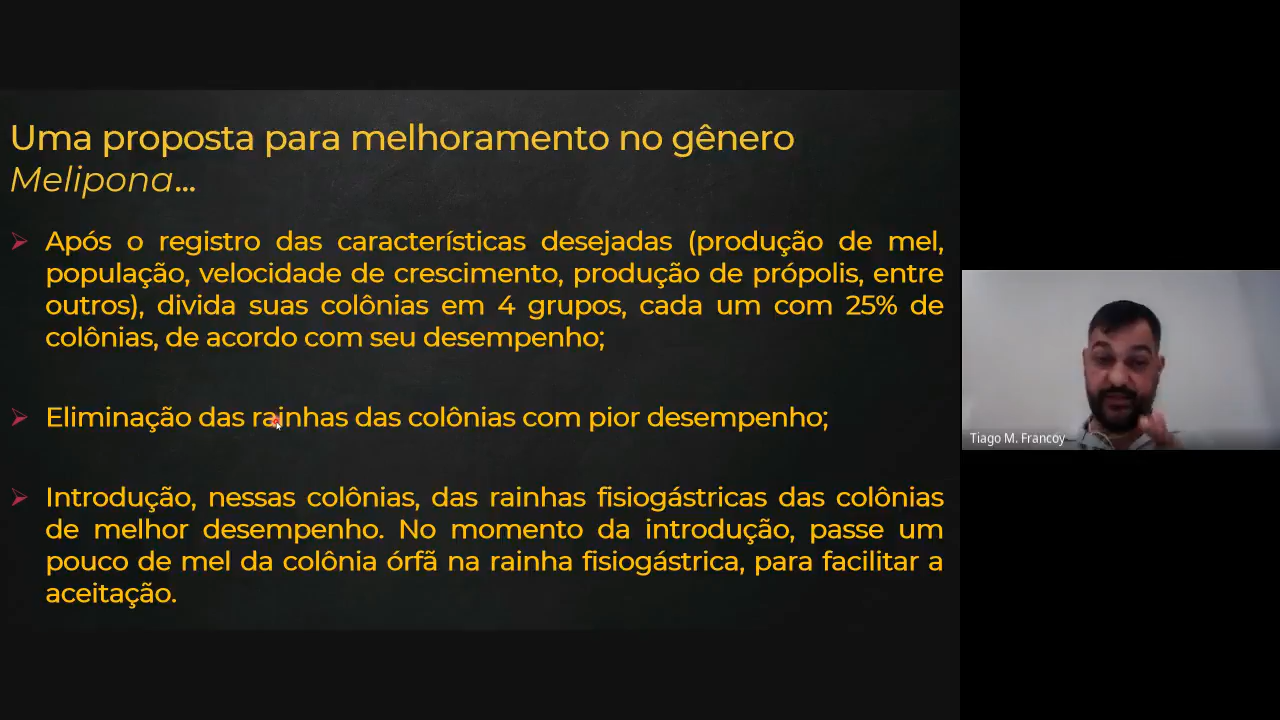 Uma proposta para melhoramento no gênero
Melipona...
Após o registro das características desejadas (produção de mel,
população, velocidade de crescimento, produção de própolis, entre
outros), divida suas colônias em 4 grupos, cada um com 25% de
colônias, de acordo com seu desempenho;
Eliminação das rainhas das colônias com pior desempenho;
Introdução, nessas colônias, das rainhas fisiogástricas das colônias
de melhor desempenho. No momento da introdução, passe um
pouco de mel da colônia órfã na rainha fisiogástrica, para facilitar a
aceitação.
Tiago M. Francoy